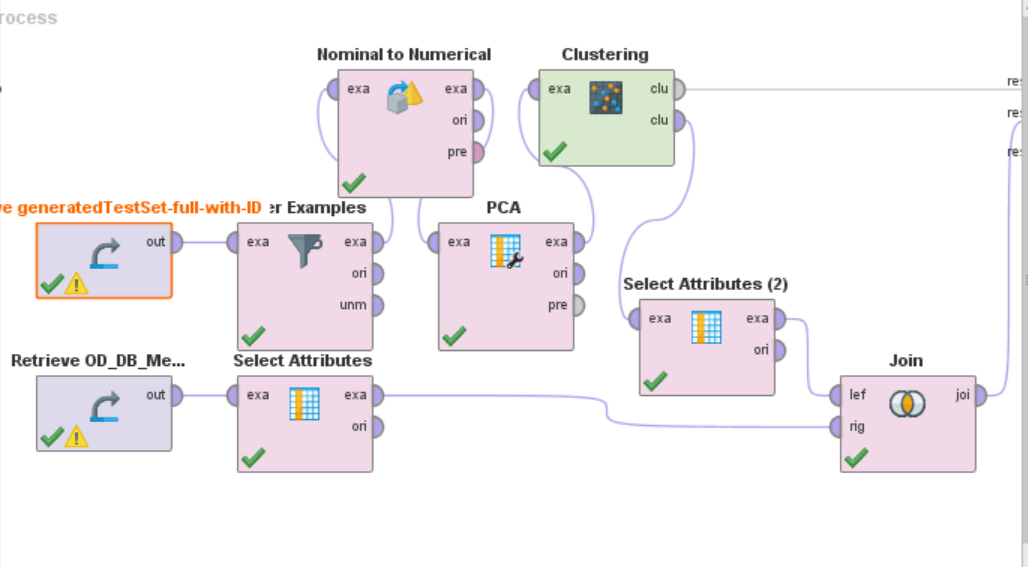 rocess
Nominal to Numerical
Clustering
exa
exa
ori
pre
exa
clu
clu
res
res
res
generatedTestSet-full-with-ID
er Examples
PCA
out
exa
exa
ori
unm
exa
exa
ori
pre
Select Attributes (2)
exa
exa
ori
Retrieve OD_DB_Me...
Select Attributes
Join
out
exa
exa
ori
lef
rig
joi